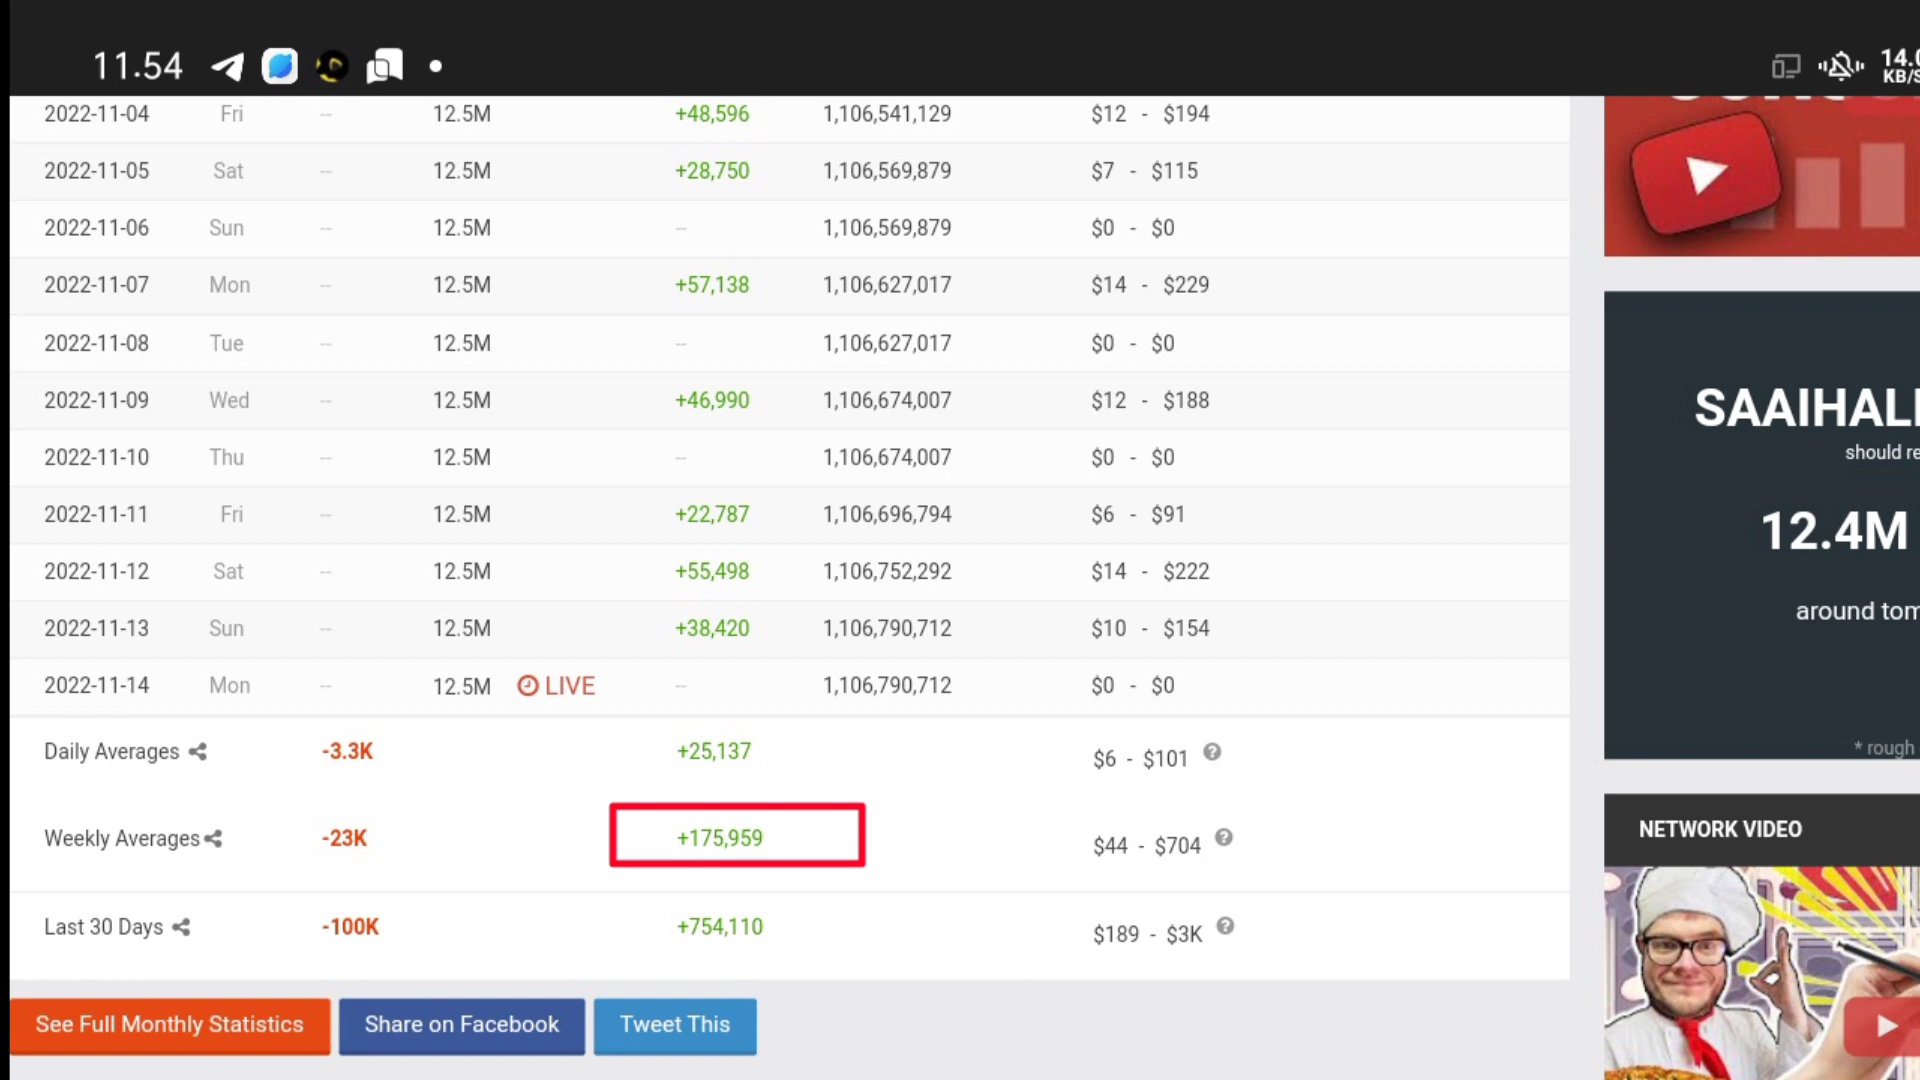 11.54
14.0
KB/S
2022-11-04 Fri -- 12.5M +48,596 1,106,541,129 $12 - $194
2022-11-05 Sat -- 12.5M +28,750 1,106,569,879 $7 - $115
2022-11-06 Sun -- 12.5M -- 1,106,569,879 $0 - $0
2022-11-07 Mon -- 12.5M +57,138 1,106,627,017 $14 - $229
2022-11-08 Tue -- 12.5M -- 1,106,627,017 $0 - $0
2022-11-09 Wed -- 12.5M +46,990 1,106,674,007 $12 - $188
2022-11-10 Thu -- 12.5M -- 1,106,674,007 $0 - $0
2022-11-11 Fri -- 12.5M +22,787 1,106,696,794 $6 - $91
2022-11-12 Sat -- 12.5M +55,498 1,106,752,292 $14 - $222
2022-11-13 Sun -- 12.5M +38,420 1,106,790,712 $10 - $154
2022-11-14 Mon -- 12.5M LIVE -- 1,106,790,712 $0 - $0
Daily Averages -3.3K +25,137 $6 - $101
Weekly Averages -23K +175,959 $44 - $704
Last 30 Days -100K +754,110 $189 - $3K
See Full Monthly Statistics
Share on Facebook
Tweet This
SAAIHAL
should re
12.4M
around tom
* rough
NETWORK VIDEO